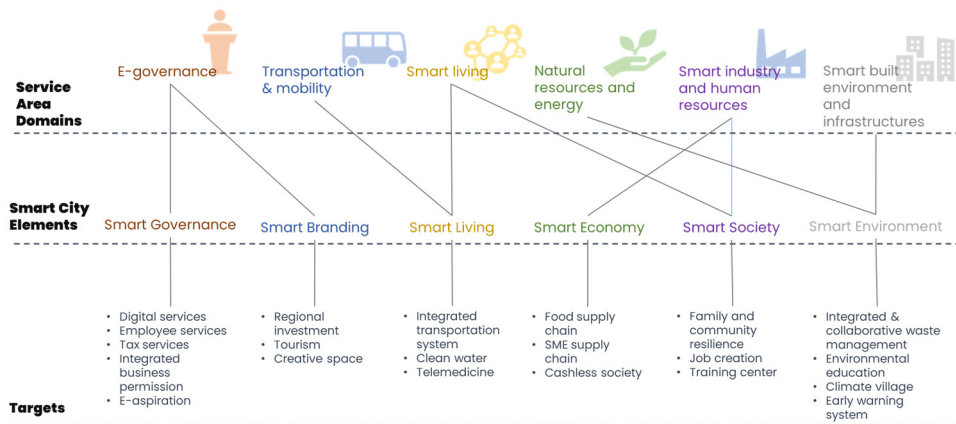 Service
Area
Domains
E-governance
Transportation
& mobility
Smart living
Natural
resources and
energy
Smart industry
and human
resources
Smart built
environment
and
infrastructures
Smart City
Elements
Smart Governance
Smart Branding
Smart Living
Smart Economy
Smart Society
Smart Environment
Targets
• Digital services
• Employee services
• Tax services
• Integrated
business
permission
• E-aspiration
• Regional
investment
• Tourism
• Creative space
• Integrated
transportation
system
• Clean water
• Telemedicine
• Food supply
chain
• SME supply
chain
• Cashless society
• Family and
community
resilience
• Job creation
• Training center
• Integrated &
collaborative waste
management
• Environmental
education
• Climate village
• Early warning
system